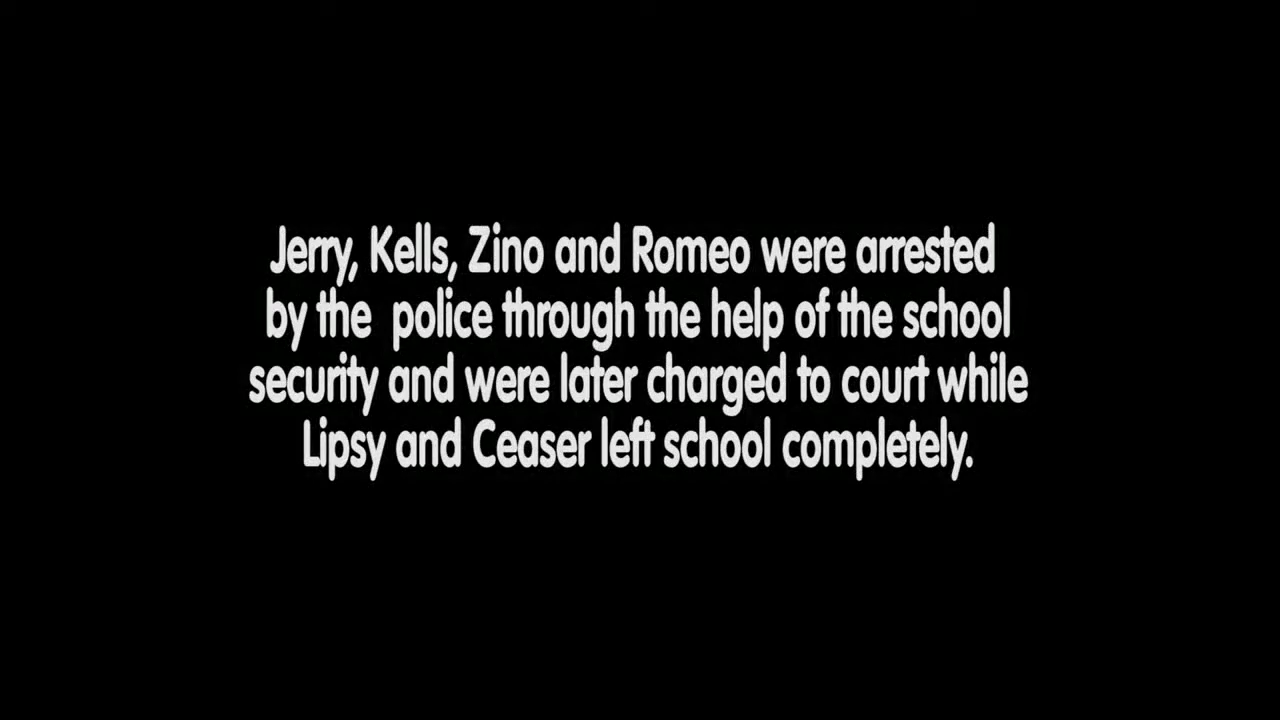 Jerry, Kells, Zino and Romeo were arrested
by the  police through the help of the school
security and were later charged to court while
Lipsy and Ceaser left school completely.